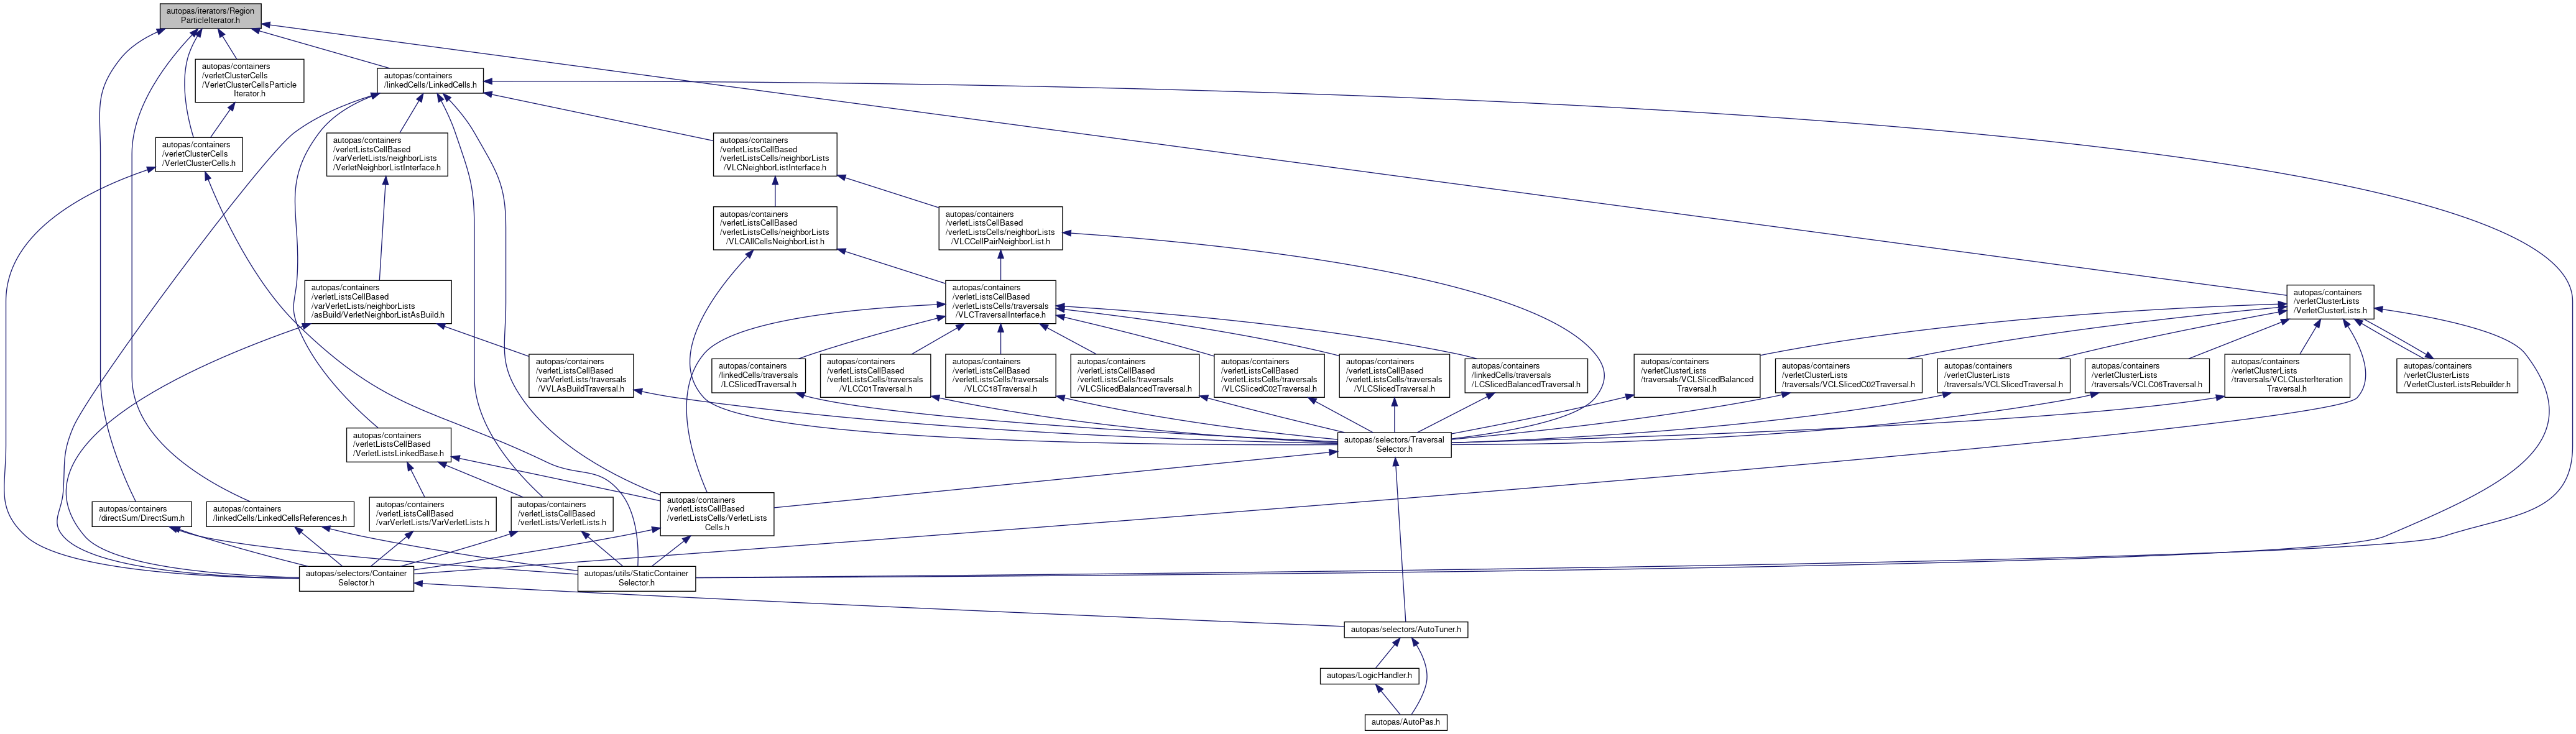 autopas/iterators/Region
ParticleIterator.h
autopas/containers
/verletClusterCells
/VerletClusterCellsParticle
Iterator.h
autopas/containers
/linkedCells/LinkedCells.h
autopas/containers
/verletClusterCells
/VerletClusterCells.h
autopas/containers
/verletListsCellBased
/varVerletLists/neighborLists
/VerletNeighborListInterface.h
autopas/containers
/verletListsCellBased
/verletListsCells/neighborLists
/VLCNeighborListInterface.h
autopas/containers
/verletListsCellBased
/verletListsCells/neighborLists
/VLCAllCellsNeighborList.h
autopas/containers
/verletListsCellBased
/verletListsCells/neighborLists
/VLCCellPairNeighborList.h
autopas/containers
/verletListsCellBased
/varVerletLists/neighborLists
/asBuild/VerletNeighborListAsBuild.h
autopas/containers
/verletListsCellBased
/verletListsCells/traversals
/VLCTraversalInterface.h
autopas/containers
/verletClusterLists
/VerletClusterLists.h
autopas/containers
/verletListsCellBased
/varVerletLists/traversals
/VVLAsBuildTraversal.h
autopas/containers
/linkedCells/traversals
/LCSlicedTraversal.h
autopas/containers
/verletListsCellBased
/verletListsCells/traversals
/VLCC01Traversal.h
autopas/containers
/verletListsCellBased
/verletListsCells/traversals
/VLCC18Traversal.h
autopas/containers
/verletListsCellBased
/verletListsCells/traversals
/VLCSlicedBalancedTraversal.h
autopas/containers
/verletListsCellBased
/verletListsCells/traversals
/VLCSlicedC02Traversal.h
autopas/containers
/verletListsCellBased
/verletListsCells/traversals
/VLCSlicedTraversal.h
autopas/containers
/linkedCells/traversals
/LCSlicedBalancedTraversal.h
autopas/containers
/verletClusterLists
/traversals/VCLSlicedBalanced
Traversal.h
autopas/containers
/verletClusterLists
/traversals/VCLSlicedC02Traversal.h
autopas/containers
/verletClusterLists
/traversals/VCLSlicedTraversal.h
autopas/containers
/verletClusterLists
/traversals/VCLC06Traversal.h
autopas/containers
/verletClusterLists
/traversals/VCLClusterIteration
Traversal.h
autopas/containers
/verletClusterLists
/VerletClusterListsRebuilder.h
autopas/containers
/verletListsCellBased
/VerletListsLinkedBase.h
autopas/selectors/Traversal
Selector.h
autopas/containers
/directSum/DirectSum.h
autopas/containers
/linkedCells/LinkedCellsReferences.h
autopas/containers
/verletListsCellBased
/varVerletLists/VarVerletLists.h
autopas/containers
/verletListsCellBased
/verletLists/VerletLists.h
autopas/containers
/verletListsCellBased
/verletListsCells/VerletLists
Cells.h
autopas/selectors/Container
Selector.h
autopas/utils/StaticContainer
Selector.h
autopas/selectors/AutoTuner.h
autopas/LogicHandler.h
autopas/AutoPas.h